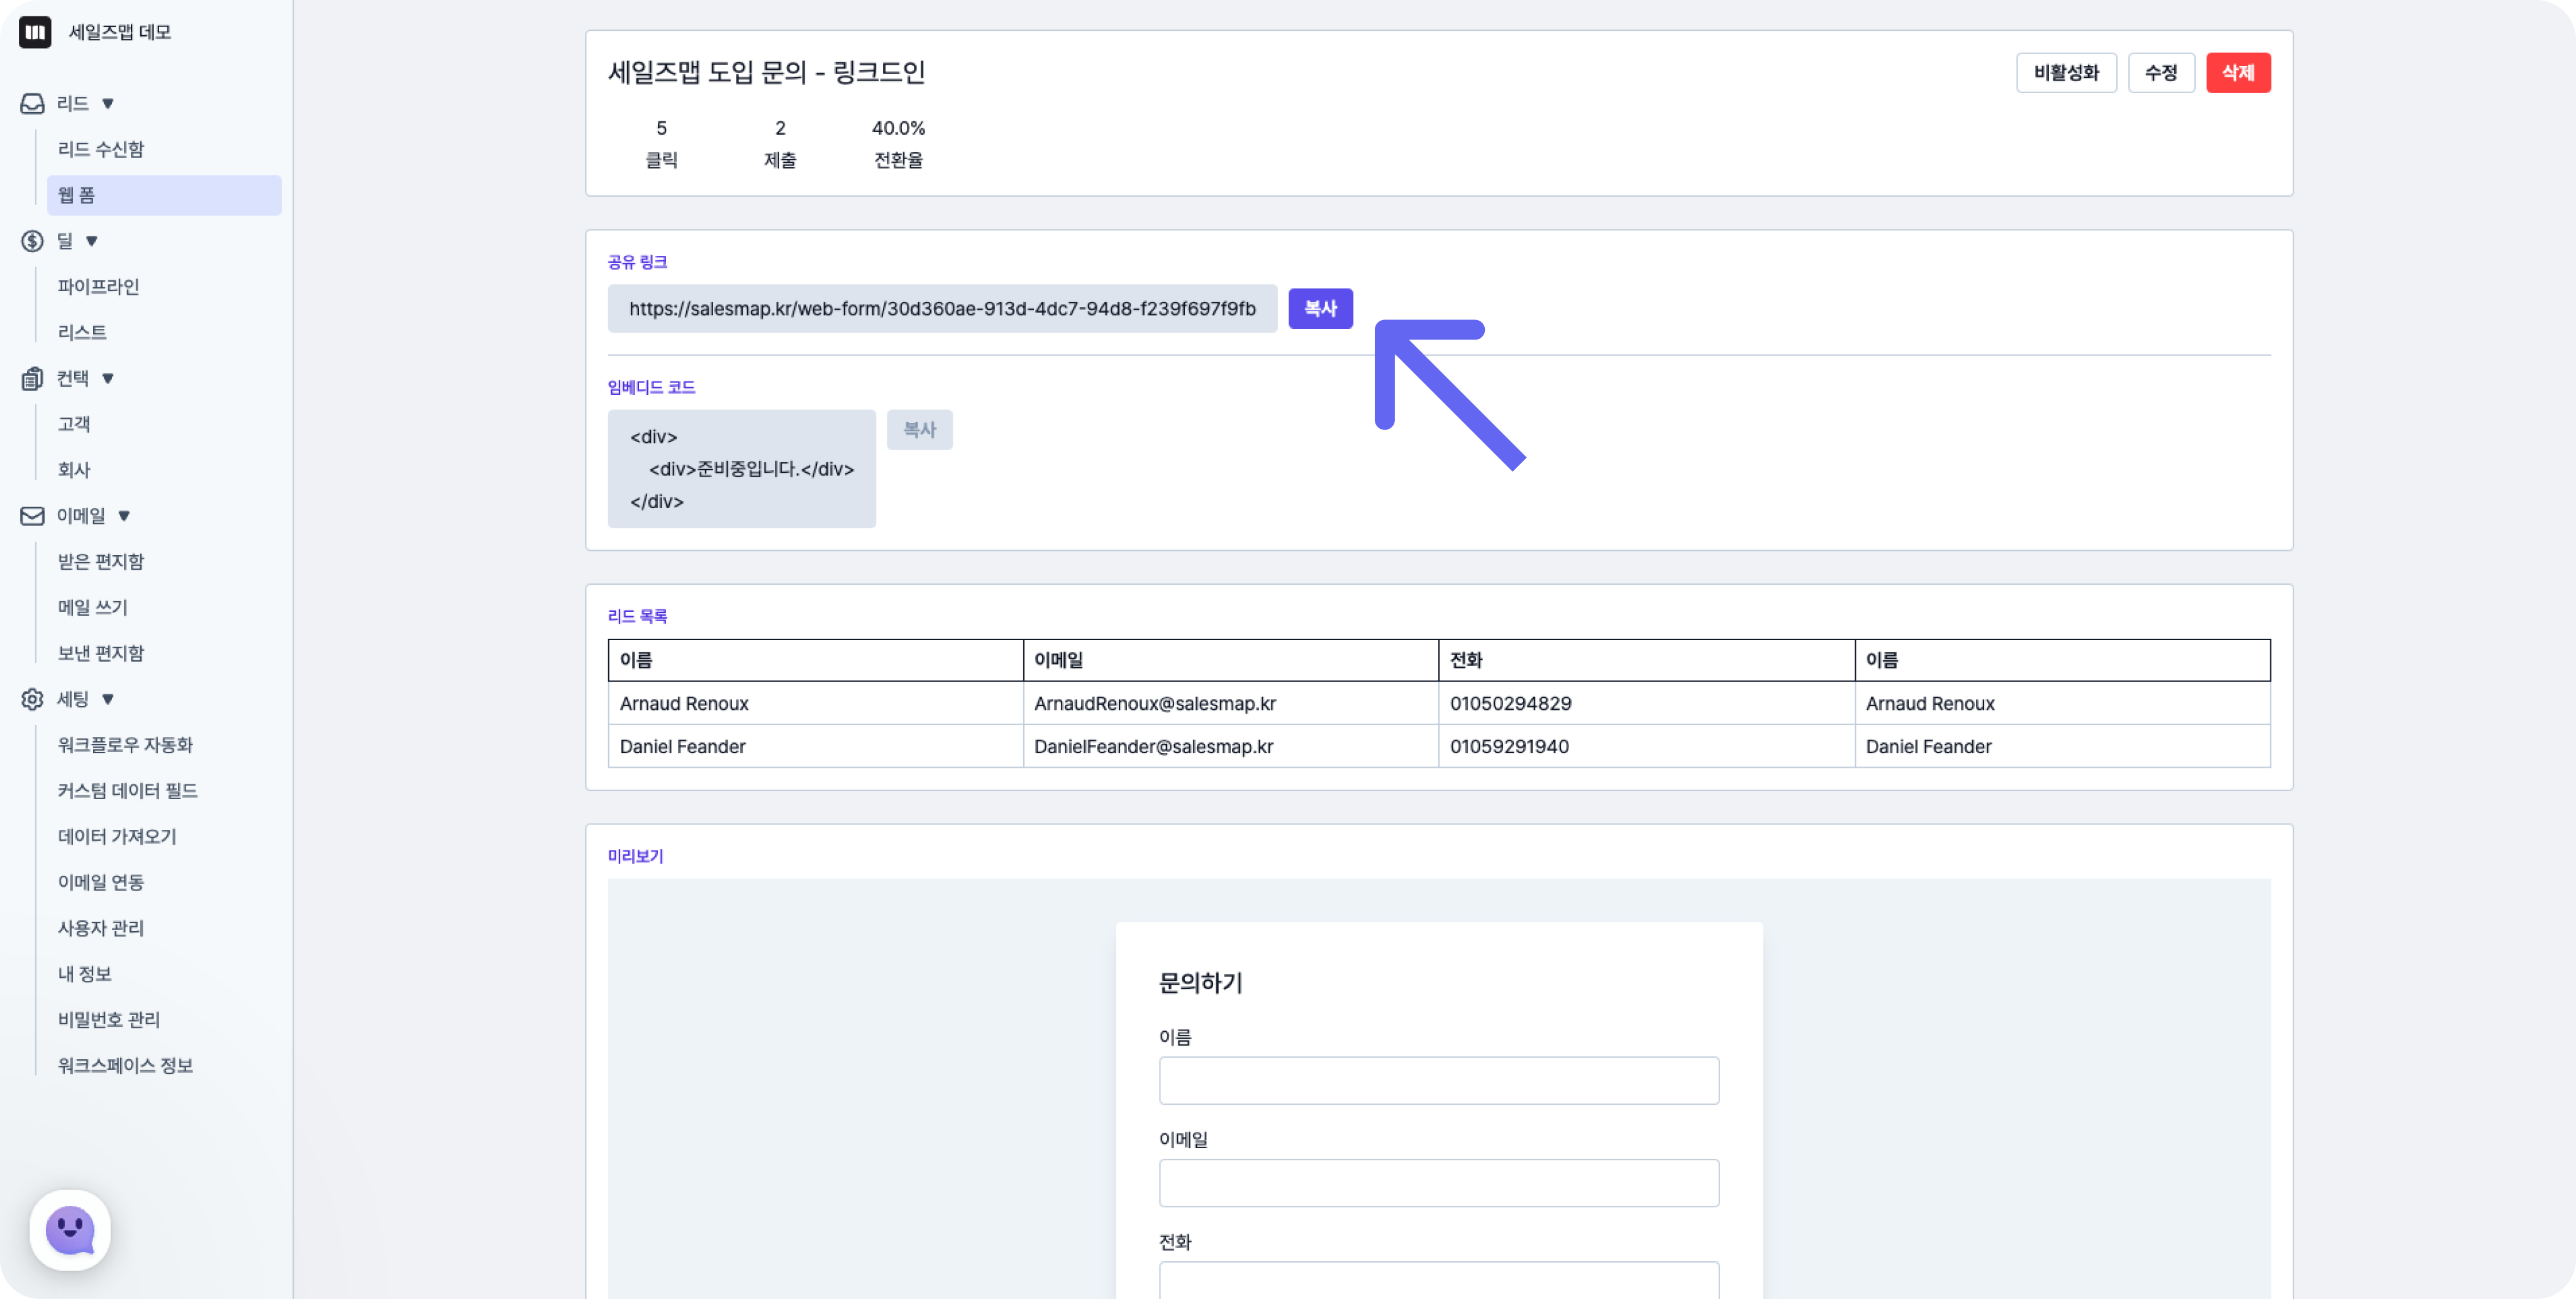 세일즈맵 데모
리드 ▼
리드 수신함
웹 폼
딜 ▼
파이프라인
리스트
컨택 ▼
고객
회사
이메일 ▼
받은 편지함
메일 쓰기
보낸 편지함
세팅 ▼
워크플로우 자동화
커스텀 데이터 필드
데이터 가져오기
이메일 연동
사용자 관리
내 정보
비밀번호 관리
워크스페이스 정보
세일즈맵 도입 문의 - 링크드인
비활성화 수정 삭제
5 2 40.0%
클릭 제출 전환율
공유 링크
https://salesmap.kr/web-form/30d360ae-913d-4dc7-94d8-f239f697f9fb 복사
임베디드 코드
<div> 복사
<div>준비중입니다.</div>
</div>
리드 목록
이름 이메일 전화 이름
Arnaud Renoux ArnaudRenoux@salesmap.kr 01050294829 Arnaud Renoux
Daniel Feander DanielFeander@salesmap.kr 01059291940 Daniel Feander
미리보기
문의하기
이름
이메일
전화